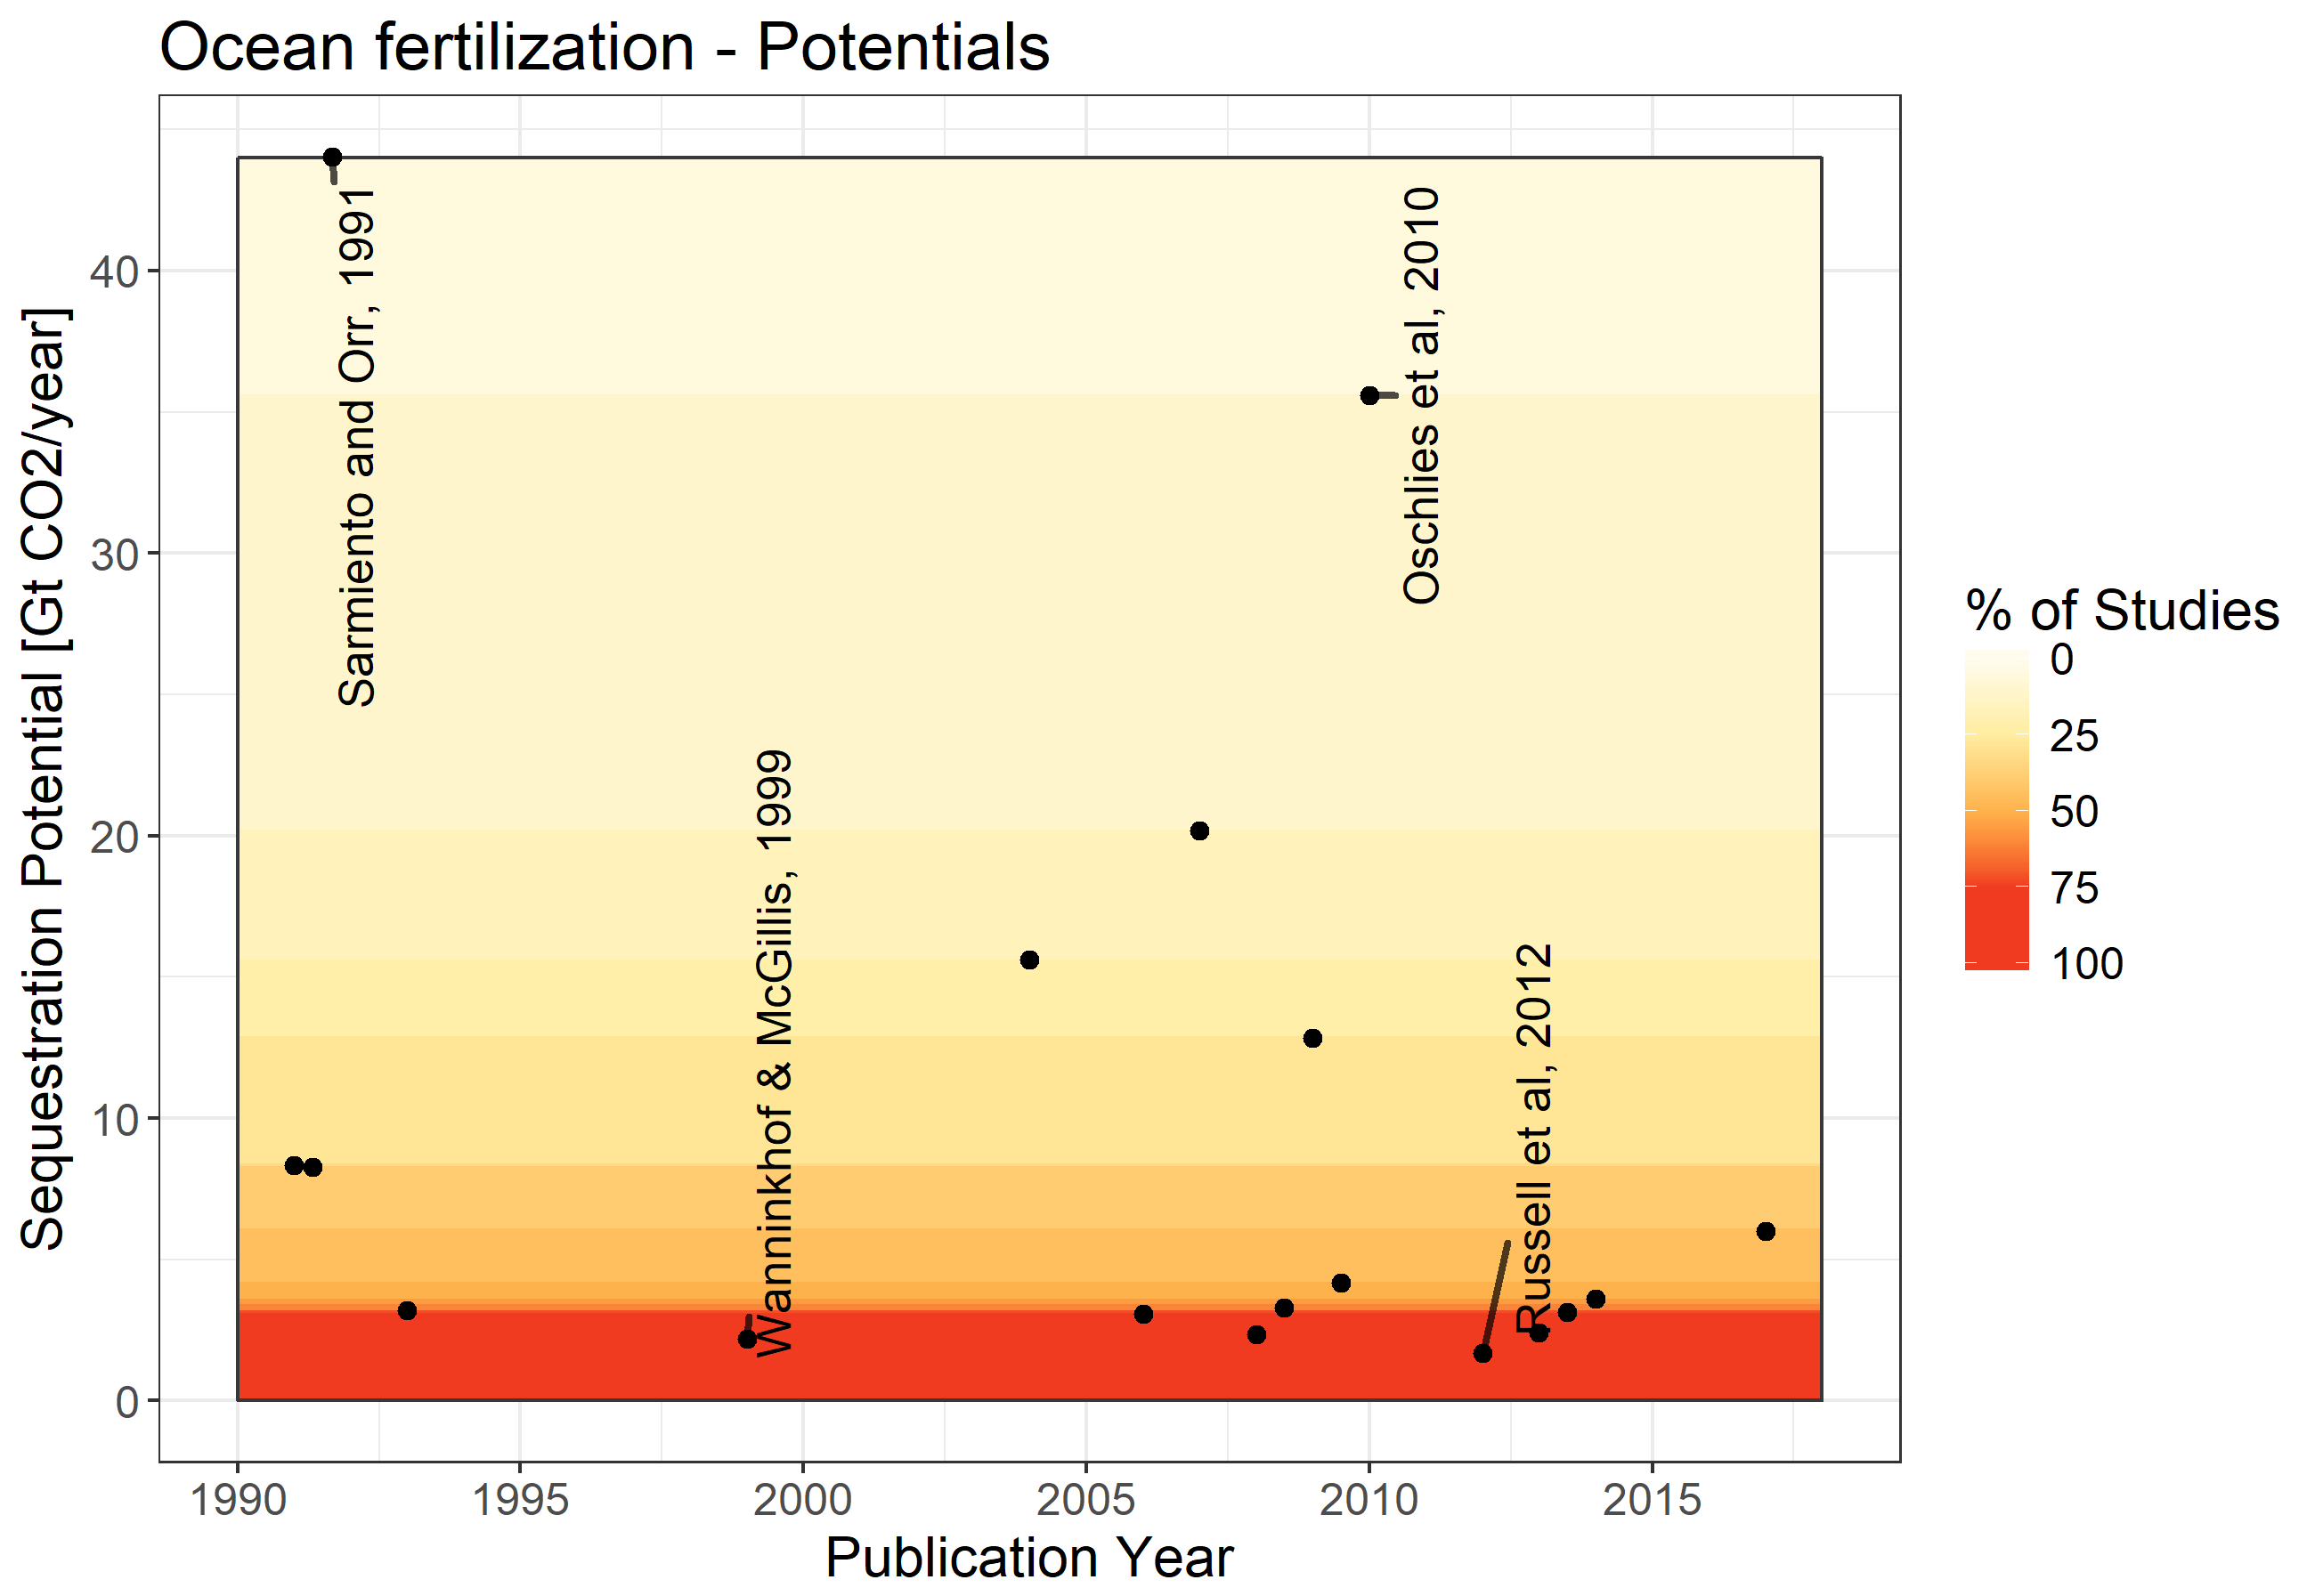 Ocean fertilization - Potentials
Sequestration Potential [Gt CO2/year]
40
30
20
10
0
Sarmiento and Orr, 1991
Oschlies et al, 2010
Wanninkhof & McGillis, 1999
Russell et al, 2012
1990
1995
2000
2005
2010
2015
Publication Year
% of Studies
0
25
50
75
100